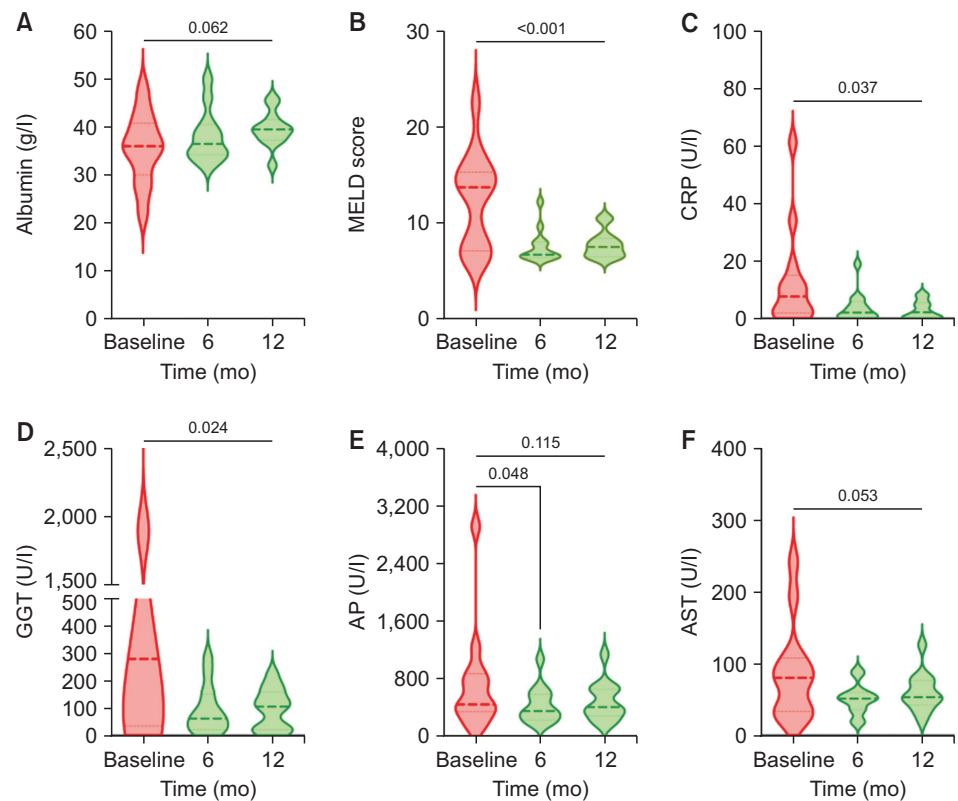 A
0.062
60
50
40
30
20
10
0
Albumin (g/l)
Baseline 6 12
Time (mo)
B
<0.001
30
20
10
0
MELD score
Baseline 6 12
Time (mo)
C
0.037
100
80
60
40
20
0
CRP (U/l)
Baseline 6 12
Time (mo)
D
0.024
2,500
2,000
1,500
500
400
300
200
100
0
GGT (U/l)
Baseline 6 12
Time (mo)
E
0.115
0.048
4,000
3,200
2,400
1,600
800
0
AP (U/l)
Baseline 6 12
Time (mo)
F
0.053
400
300
200
100
0
AST (U/l)
Baseline 6 12
Time (mo)